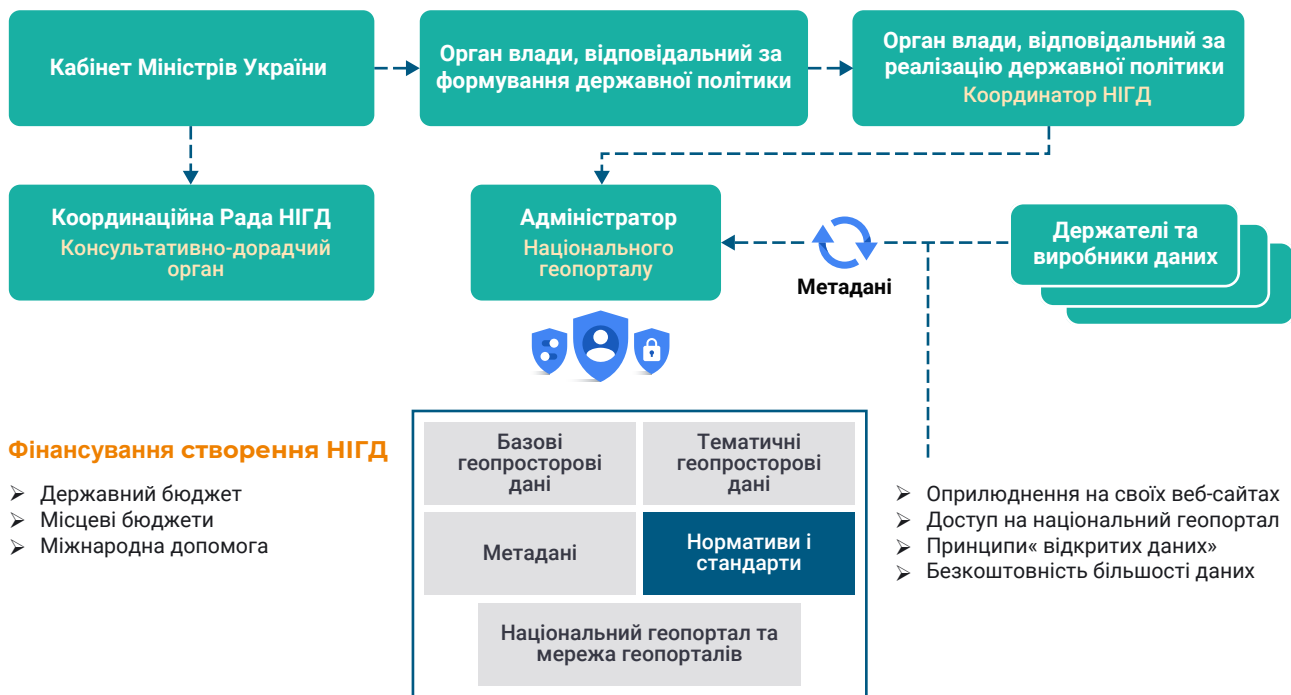 Кабінет Міністрів України
Орган влади, відповідальний за
формування державної політики
Орган влади, відповідальний за
реалізацію державної політики
Координатор НІГД
Координаційна Рада НІГД
Консультативно-дорадчий
орган
Адміністратор
Національного
геопорталу
Метадані
Держателі та
виробники даних
Фінансування створення НІГД
Державний бюджет
Місцеві бюджети
Міжнародна допомога
Базові
геопросторові
дані
Тематичні
геопросторові
дані
Метадані
Нормативи і
стандарти
Національний геопортал та
мережа геопорталів
Оприлюднення на своїх веб-сайтах
Доступ на національний геопортал
Принципи« відкритих даних»
Безкоштовність більшості даних